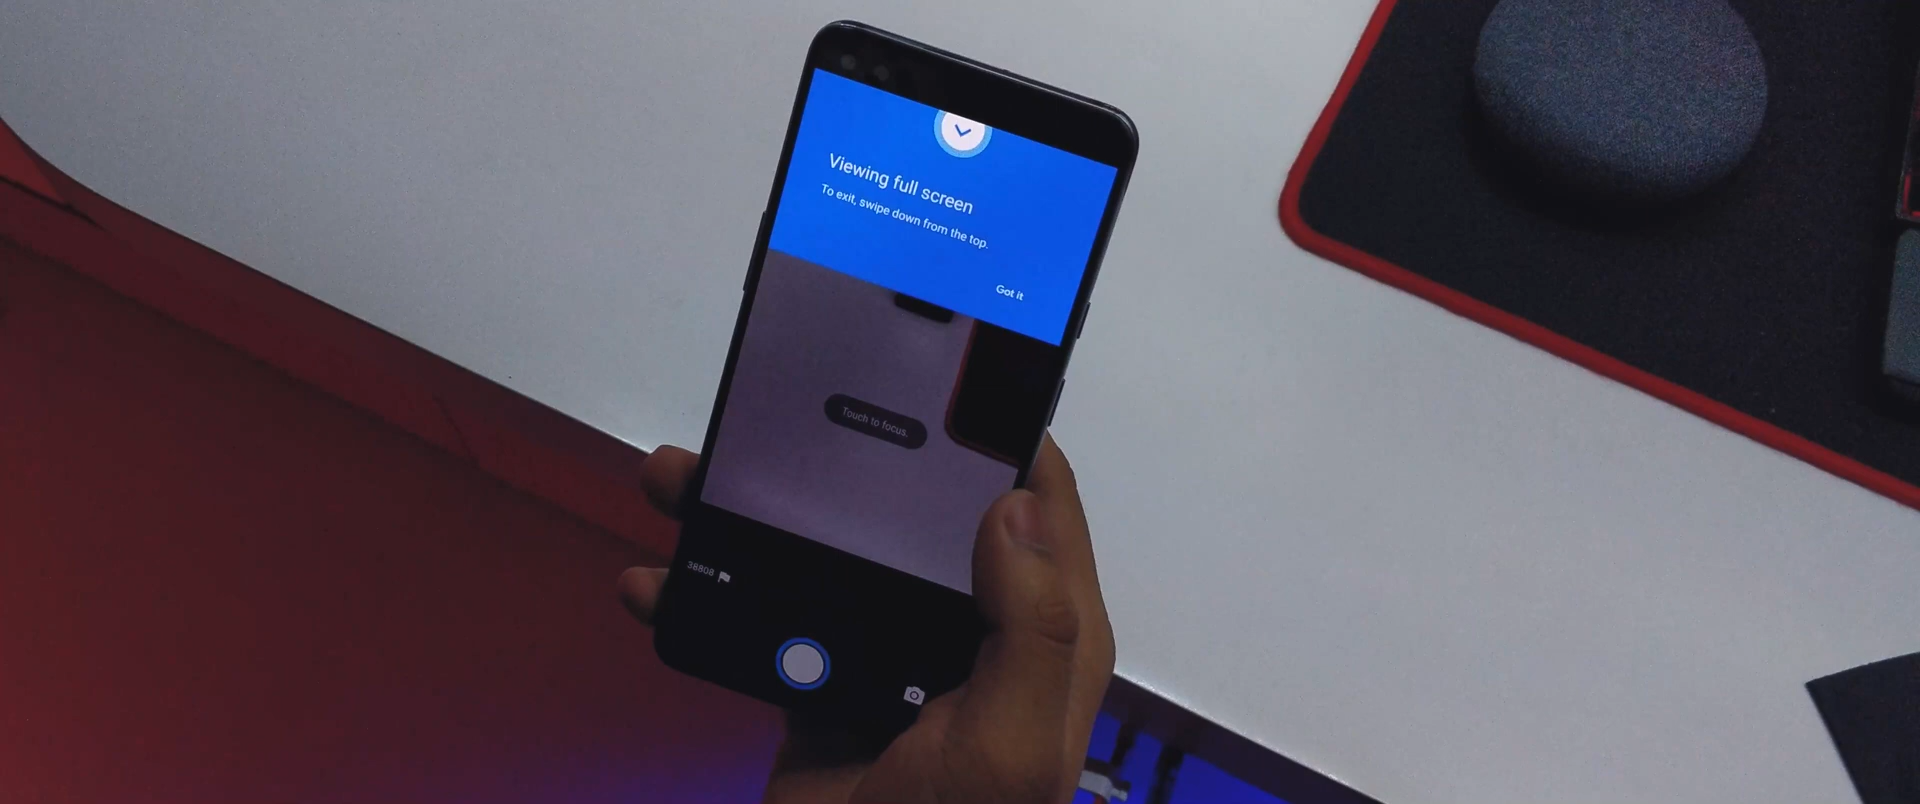 Viewing full screen
To exit, swipe down from the top.
Got it
Touch to focus.
38808